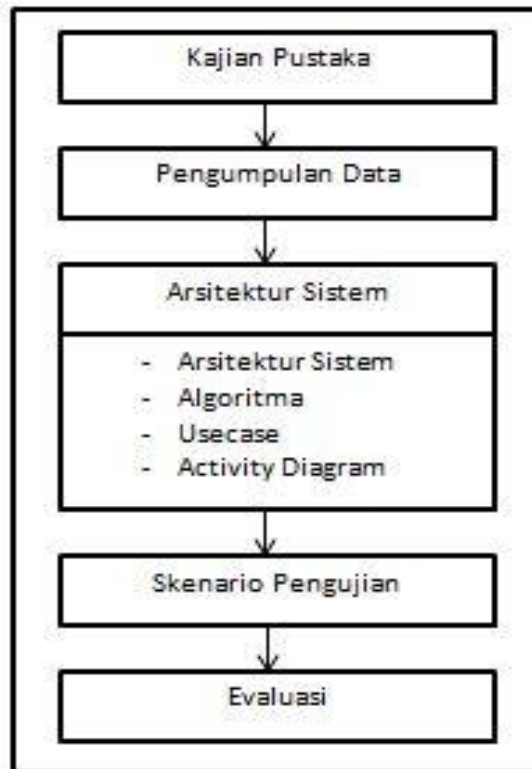 Kajian Pustaka
Pengumpulan Data
Arsitektur Sistem
- Arsitektur Sistem
- Algoritma
- Usecase
- Activity Diagram
Skenario Pengujian
Evaluasi